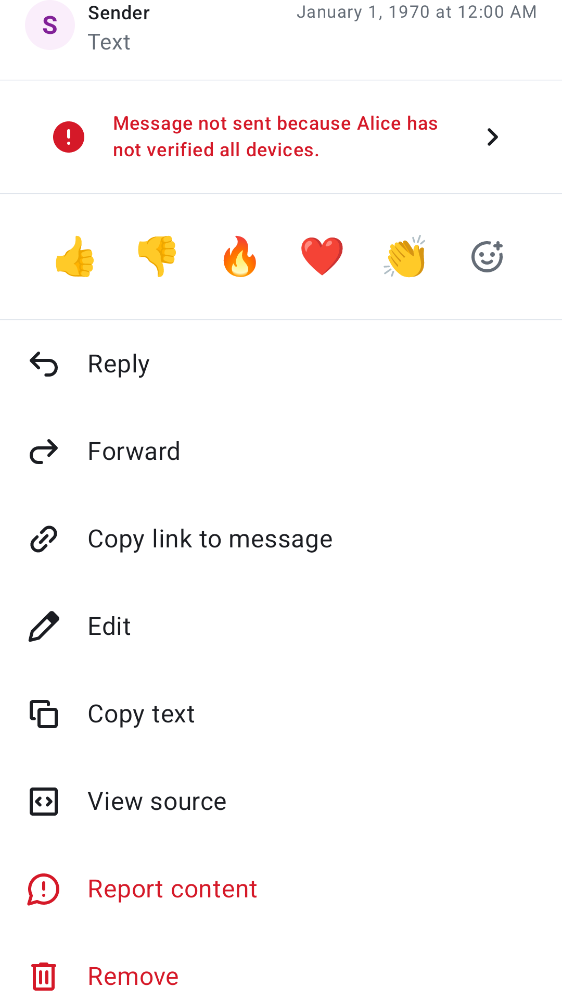 S
Sender
January 1, 1970 at 12:00 AM
Text
Message not sent because Alice has
not verified all devices.
Reply
Forward
Copy link to message
Edit
Copy text
View source
Report content
Remove